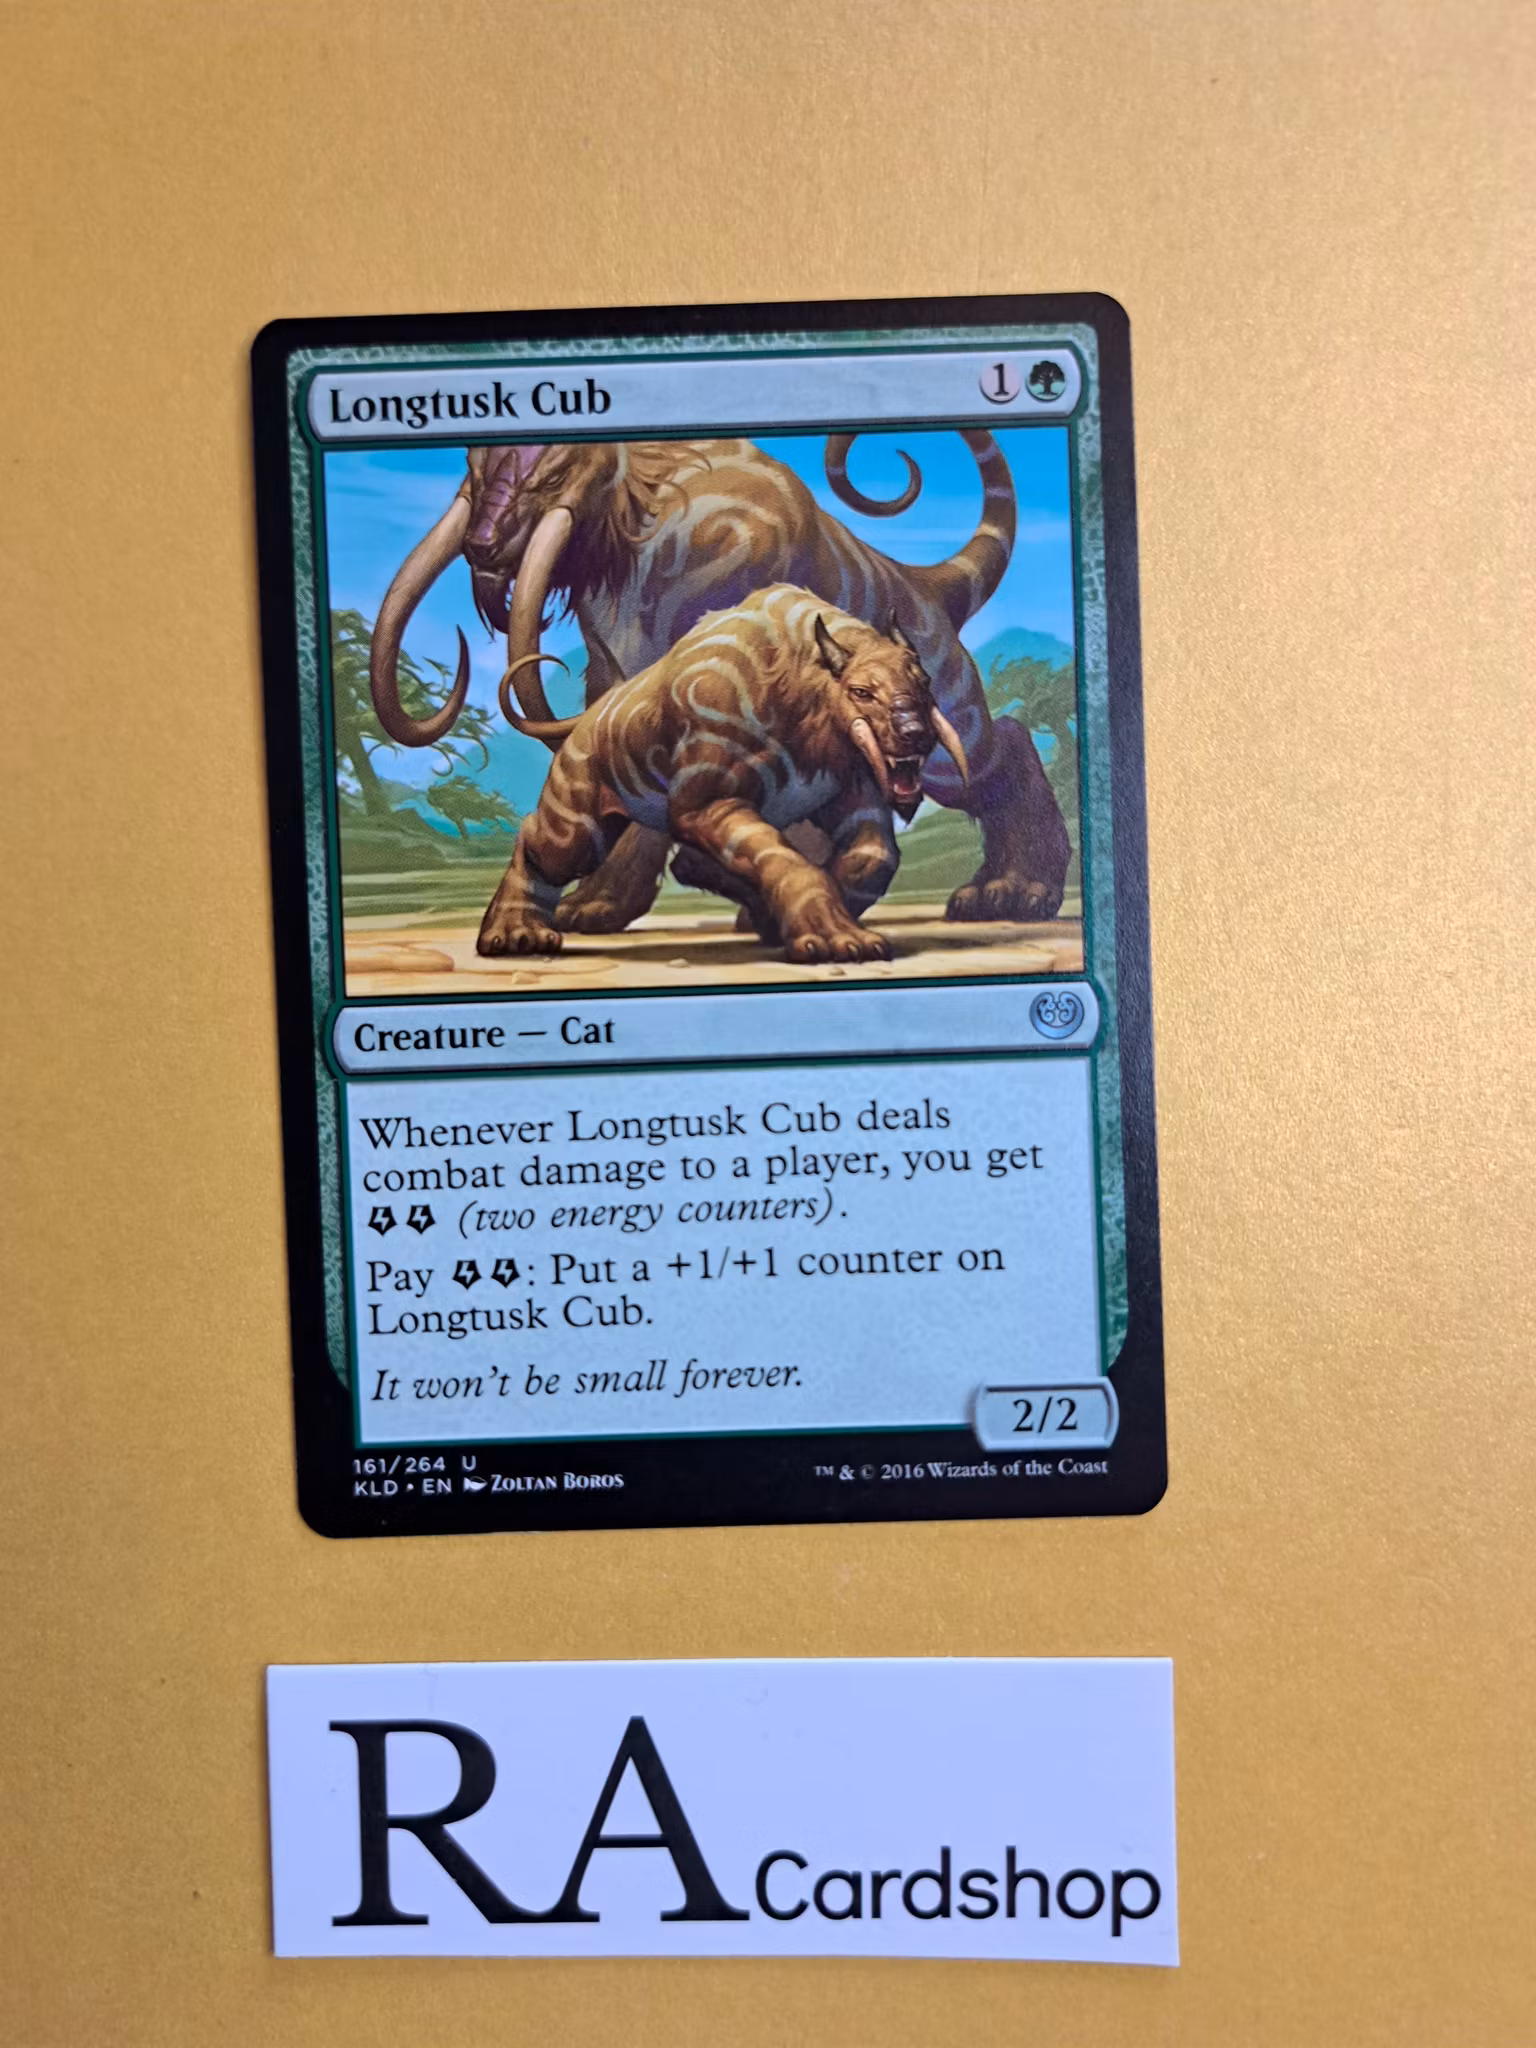 Longtusk Cub 1
Creature — Cat
Whenever Longtusk Cub deals
combat damage to a player, you get
(two energy counters).
Pay : Put a +1/+1 counter on
Longtusk Cub.
It won't be small forever.
2/2
161/264 U
KLD • EN Zoltan Boros
™ & © 2016 Wizards of the Coast
RA Cardshop